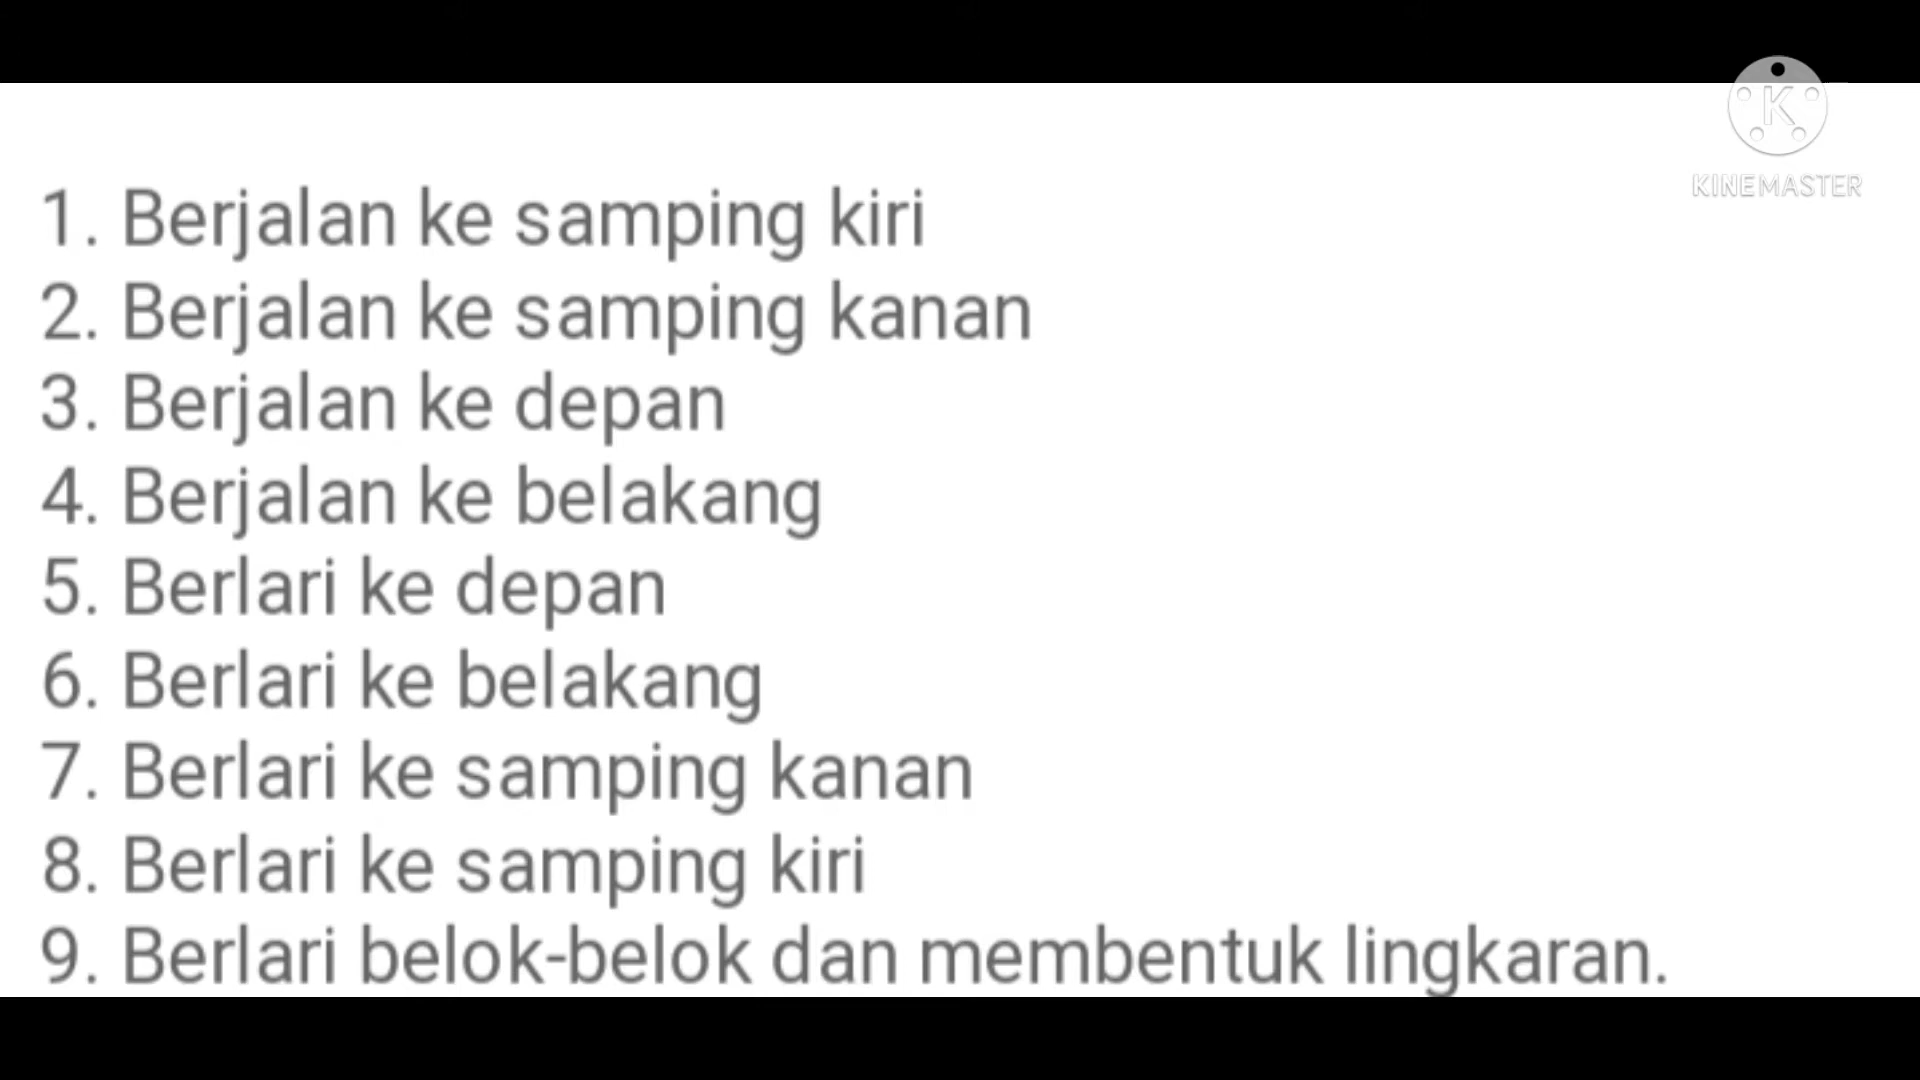 K
KINEMASTER
1. Berjalan ke samping kiri
2. Berjalan ke samping kanan
3. Berjalan ke depan
4. Berjalan ke belakang
5. Berlari ke depan
6. Berlari ke belakang
7. Berlari ke samping kanan
8. Berlari ke samping kiri
9. Berlari belok-belok dan membentuk lingkaran.